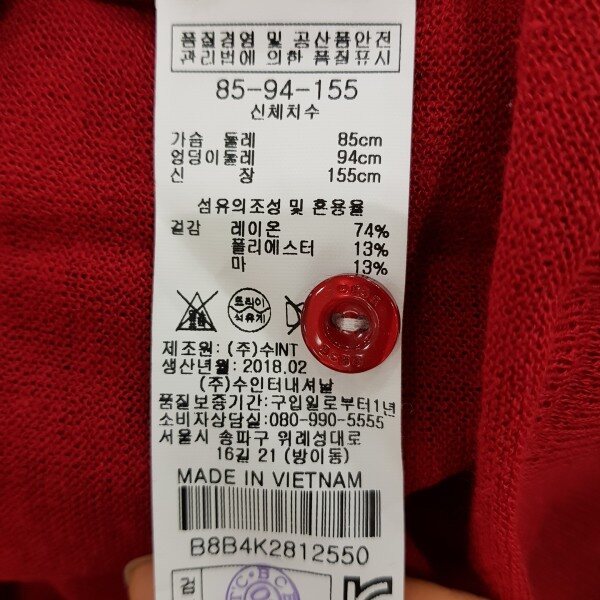 품질경영 및 공산품안전
관리법에 의한 품질표시
85-94-155
신체치수
가슴 둘레 85cm
엉덩이둘레 94cm
신 장 155cm
섬유의조성 및 혼용율
겉감 레이온 74%
폴리에스터 13%
마 13%
드라이
석유계
제조원: (주)수INT
생산년월: 2018.02
(주)수인터내셔날
품질보증기간:구입일로부터1년
소비자상담실:080-990-5555
서울시 송파구 위례성대로
16길 21 (방이동)
MADE IN VIETNAM
B8B4K2812550
검